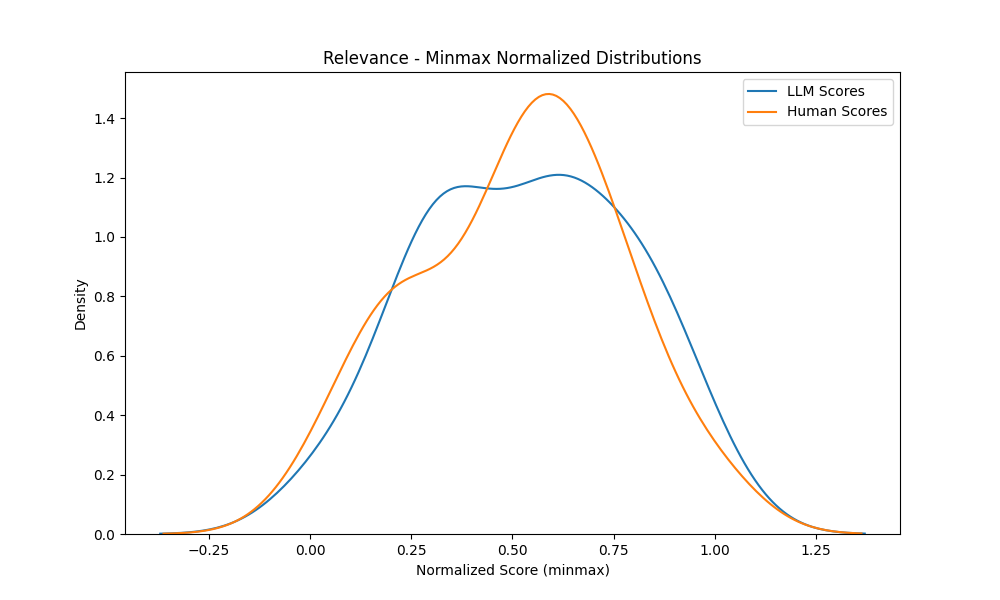 Relevance - Minmax Normalized Distributions
LLM Scores
Human Scores
1.4
1.2
1.0
0.8
0.6
0.4
0.2
0.0
Density
−0.25 0.00 0.25 0.50 0.75 1.00 1.25
Normalized Score (minmax)